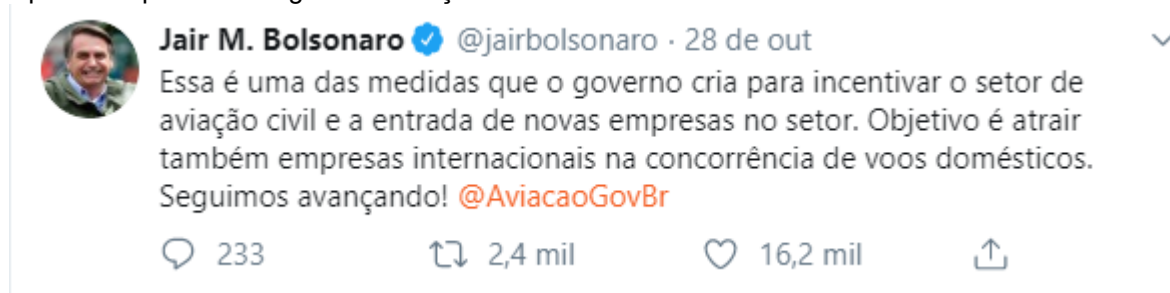 Jair M. Bolsonaro @jairbolsonaro · 28 de out
Essa é uma das medidas que o governo cria para incentivar o setor de
aviação civil e a entrada de novas empresas no setor. Objetivo é atrair
também empresas internacionais na concorrência de voos domésticos.
Seguimos avançando! @AviacaoGovBr
233 2,4 mil 16,2 mil